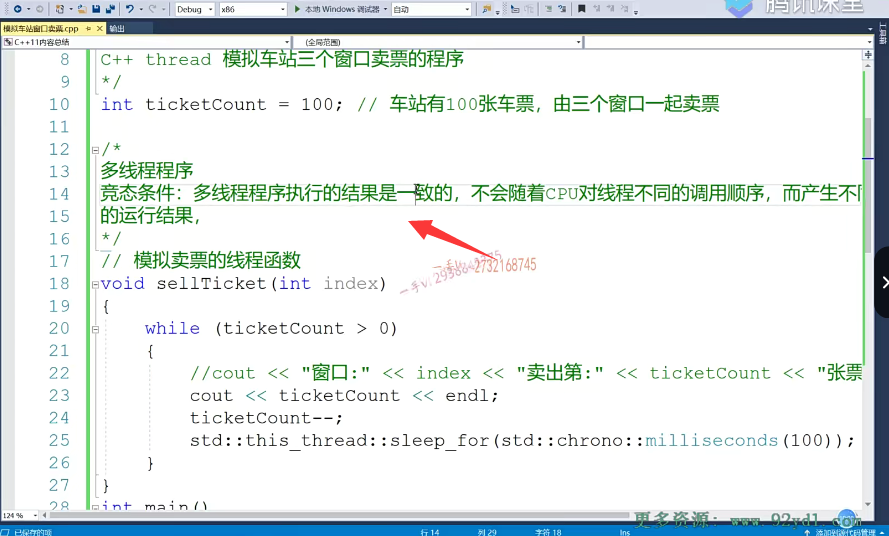 Debug
x86
本地 Windows 调试器
自动
腾讯课堂
模拟车站窗口卖票.cpp
输出
C++11内容总结
(全局范围)
8 C++ thread 模拟车站三个窗口卖票的程序
9 */
10 int ticketCount = 100; // 车站有100张车票，由三个窗口一起卖票
11
12 /*
13 多线程程序
14 竞态条件：多线程程序执行的结果是一致的，不会随着CPU对线程不同的调用顺序，而产生不同
15 的运行结果，
16 */
17 // 模拟卖票的线程函数
18 void sellTicket(int index)
19 {
20 while (ticketCount > 0)
21 {
22 //cout << "窗口:" << index << "卖出第:" << ticketCount << "张票
23 cout << ticketCount << endl;
24 ticketCount--;
25 std::this_thread::sleep_for(std::chrono::milliseconds(100));
26 }
27 }
28 int main()
2732168745
124 %
更多资源：www.92yd1.com
已保存的项
行 14
列 29
字符 18
Ins
添加到源代码管理